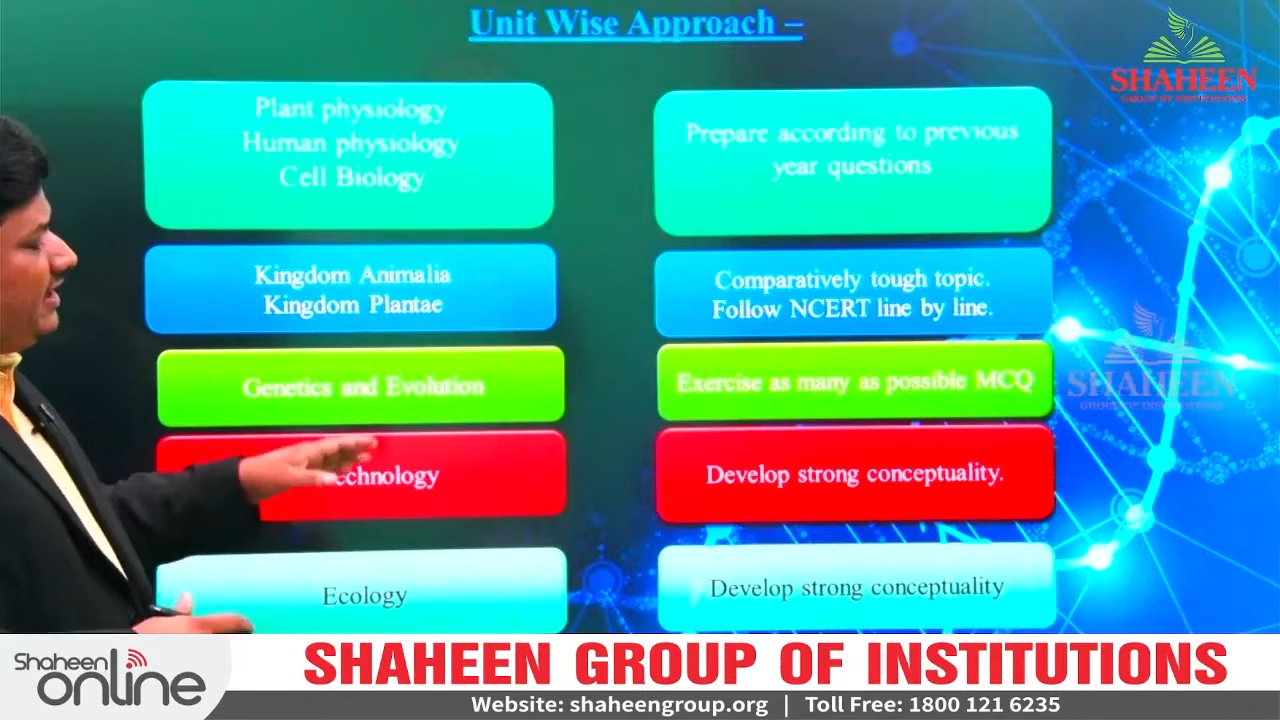 Unit Wise Approach –
SHAHEEN
Plant physiology
Human physiology
Cell Biology
Prepare according to previous
year questions
Kingdom Animalia
Kingdom Plantae
Comparatively tough topic.
Follow NCERT line by line.
Genetics and Evolution
Exercise as many as possible MCQ
SHAHEEN
echnology
Develop strong conceptuality.
Ecology
Develop strong conceptuality
Shaheen
online
SHAHEEN GROUP OF INSTITUTIONS
Website: shaheengroup.org | Toll Free: 1800 121 6235